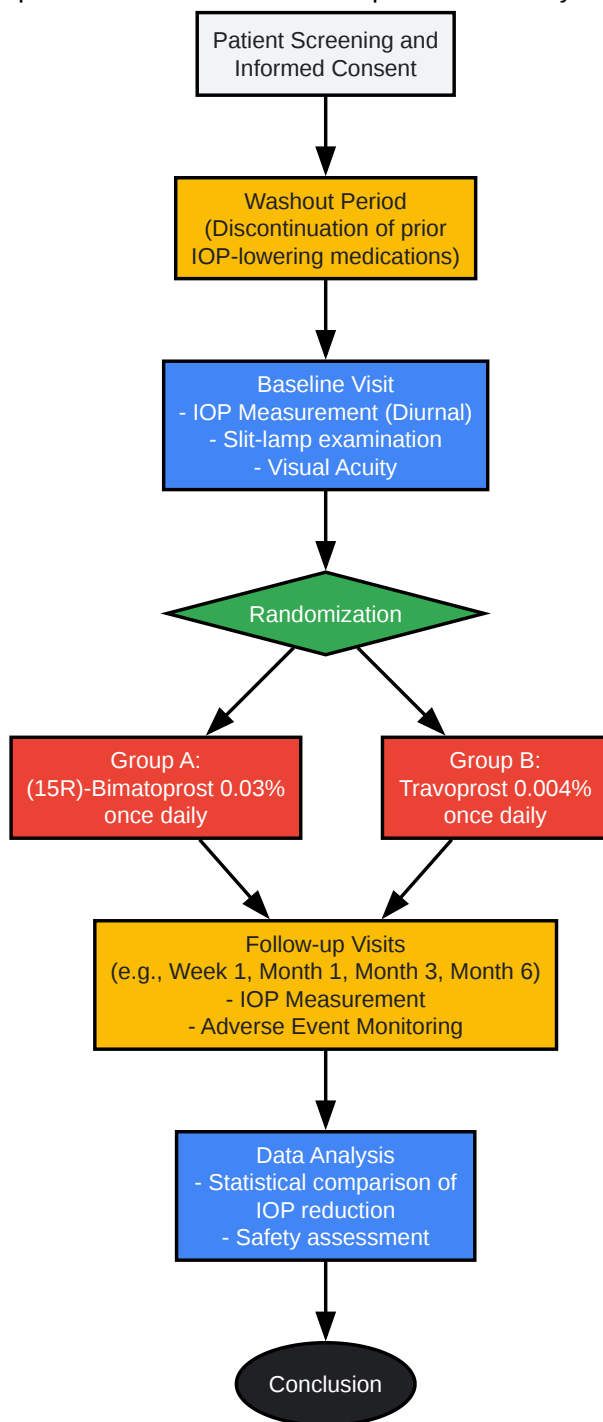 Patient Screening and
Informed Consent
Washout Period
(Discontinuation of prior
IOP-lowering medications)
Baseline Visit
- IOP Measurement (Diurnal)
- Slit-lamp examination
- Visual Acuity
Randomization
Group A:
(15R)-Bimatoprost 0.03%
once daily
Group B:
Travoprost 0.004%
once daily
Follow-up Visits
(e.g., Week 1, Month 1, Month 3, Month 6)
- IOP Measurement
- Adverse Event Monitoring
Data Analysis
- Statistical comparison of
IOP reduction
- Safety assessment
Conclusion